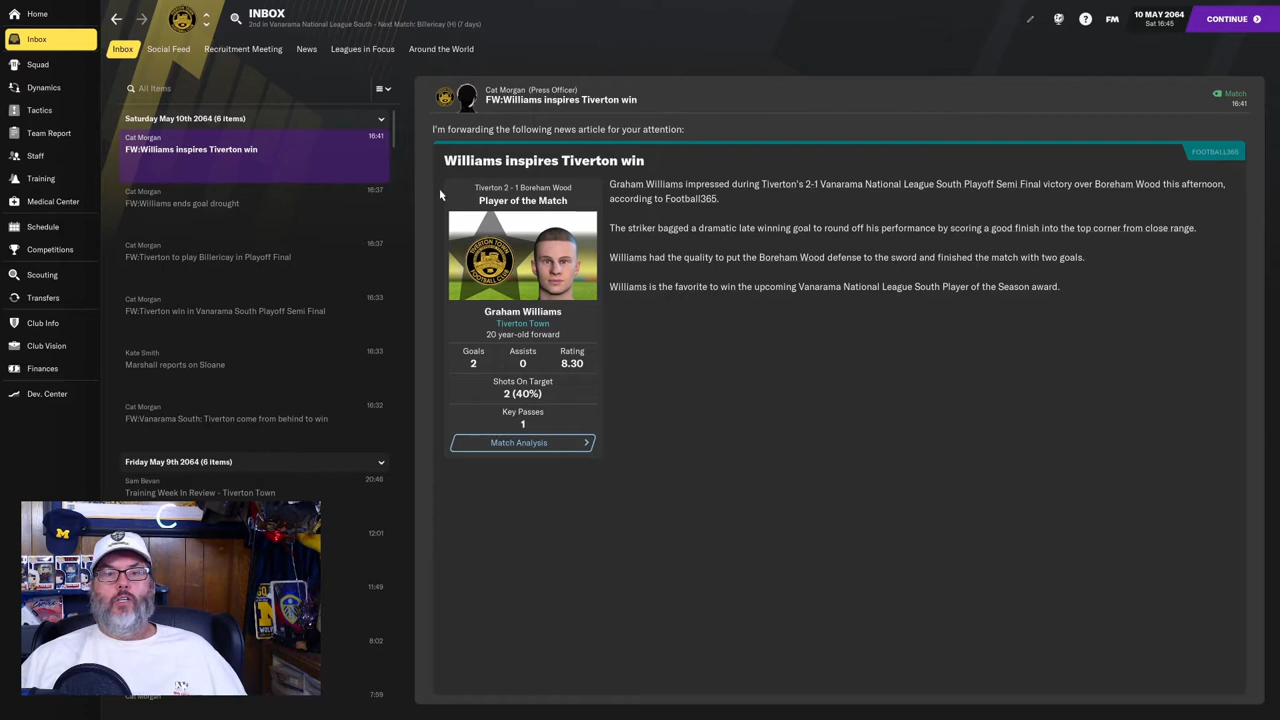 Home
Inbox
Squad
Dynamics
Tactics
Team Report
Staff
Training
Medical Center
Schedule
Competitions
Scouting
Transfers
Club Info
Club Vision
Finances
Dev. Center
INBOX
2nd in Vanarama National League South - Next Match: Billericay (H) (7 days)
FM
10 MAY 2064
Sat 16:45
CONTINUE
Inbox
Social Feed
Recruitment Meeting
News
Leagues in Focus
Around the World
All Items
Saturday May 10th 2064 (6 items)
Cat Morgan
16:41
FW:Williams inspires Tiverton win
Cat Morgan
16:37
FW:Williams ends goal drought
Cat Morgan
16:37
FW:Tiverton to play Billericay in Playoff Final
Cat Morgan
16:33
FW:Tiverton win in Vanarama South Playoff Semi Final
Kate Smith
16:33
Marshall reports on Sloane
Cat Morgan
16:32
FW:Vanarama South: Tiverton come from behind to win
Friday May 9th 2064 (6 items)
Sam Bevan
20:46
Training Week In Review - Tiverton Town
12:01
11:49
8:02
Cat Morgan
7:59
Cat Morgan (Press Officer)
FW:Williams inspires Tiverton win
Match
16:41
I'm forwarding the following news article for your attention:
Williams inspires Tiverton win
FOOTBALL365
Tiverton 2 - 1 Boreham Wood
Player of the Match
TIVERTON TOWN
FOOTBALL CLUB
Graham Williams
Tiverton Town
20 year-old forward
Goals
Assists
Rating
2
0
8.30
Shots On Target
2 (40%)
Key Passes
1
Match Analysis
Graham Williams impressed during Tiverton's 2-1 Vanarama National League South Playoff Semi Final victory over Boreham Wood this afternoon,
according to Football365.
The striker bagged a dramatic late winning goal to round off his performance by scoring a good finish into the top corner from close range.
Williams had the quality to put the Boreham Wood defense to the sword and finished the match with two goals.
Williams is the favorite to win the upcoming Vanarama National League South Player of the Season award.
M